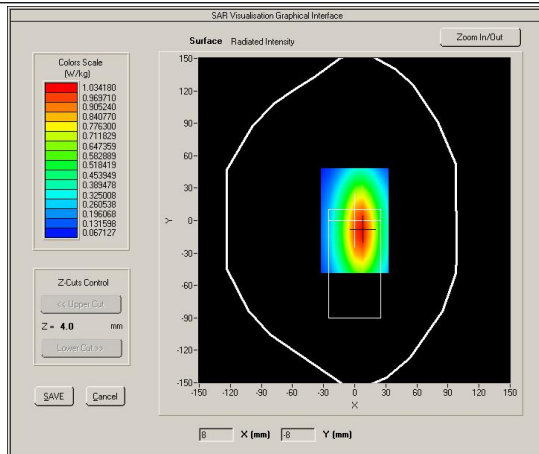 SAR Visualisation Graphical Interface
Surface Radiated Intensity
Zoom In/Out
Colors Scale
(W/kg)
1.034180
0.969710
0.905240
0.840770
0.776300
0.711829
0.647359
0.582889
0.518419
0.453949
0.389478
0.325008
0.260538
0.196068
0.131598
0.067127
Z-Cuts Control
<< Upper Cut
Z = 4.0 mm
Lower Cut >>
SAVE
Cancel
Y
150
120
90
60
30
0
-30
-60
-90
-120
-150
-150 -120 -90 -60 -30 0 30 60 90 120 150
X
8 X (mm) -8 Y (mm)